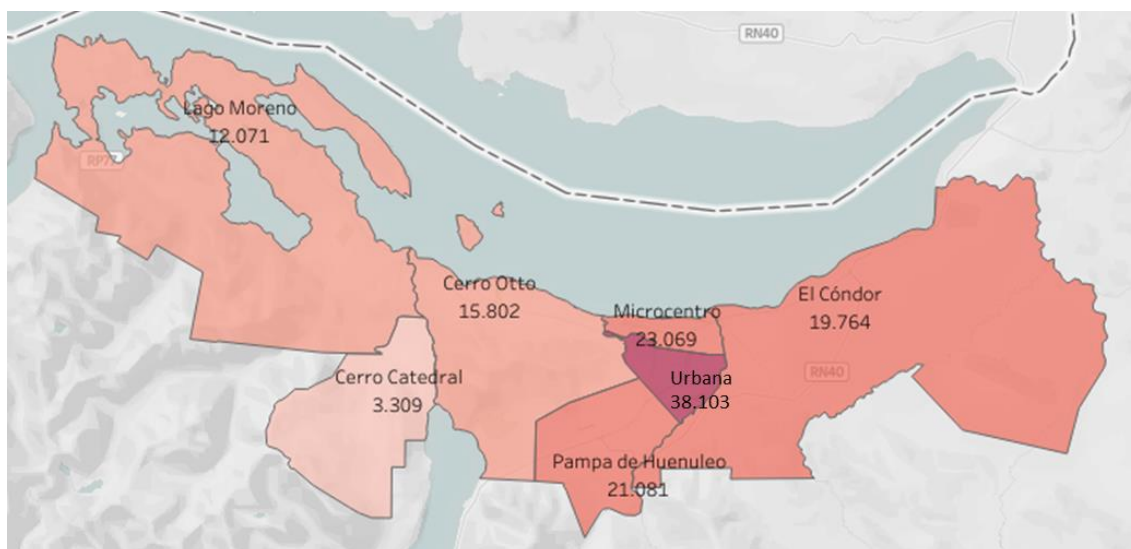 RN40
Lago Moreno
12.071
RP77
Cerro Otto
15.802
Microcentro
23.069
El Cóndor
19.764
Cerro Catedral
3.309
Urbana
38.103
RN40
Pampa de Huenuleo
21.081